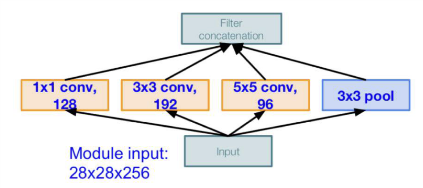 Filter
concatenation
1x1 conv,
128
3x3 conv,
192
5x5 conv,
96
3x3 pool
Module input:
28x28x256
Input